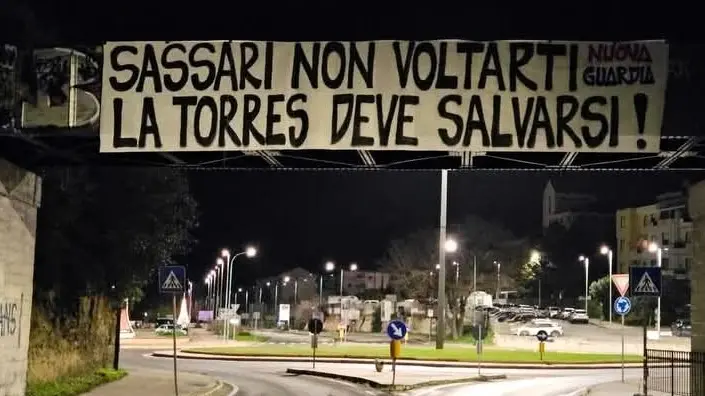 SASSARI NON VOLTARTI NUOVA GUARDIA
LA TORRES DEVE SALVARSI!